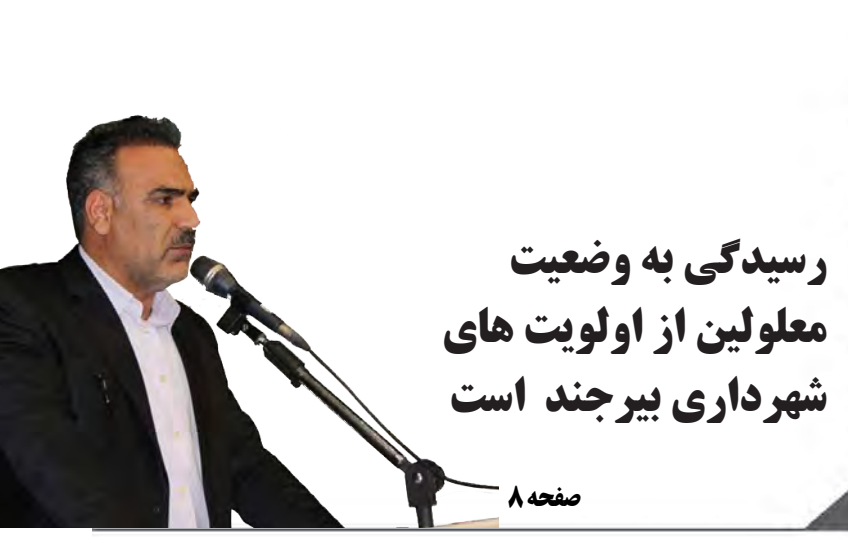 رسیدگی به وضعیت
معلولین از اولویت های
شهرداری بیرجند است
صفحه ۸